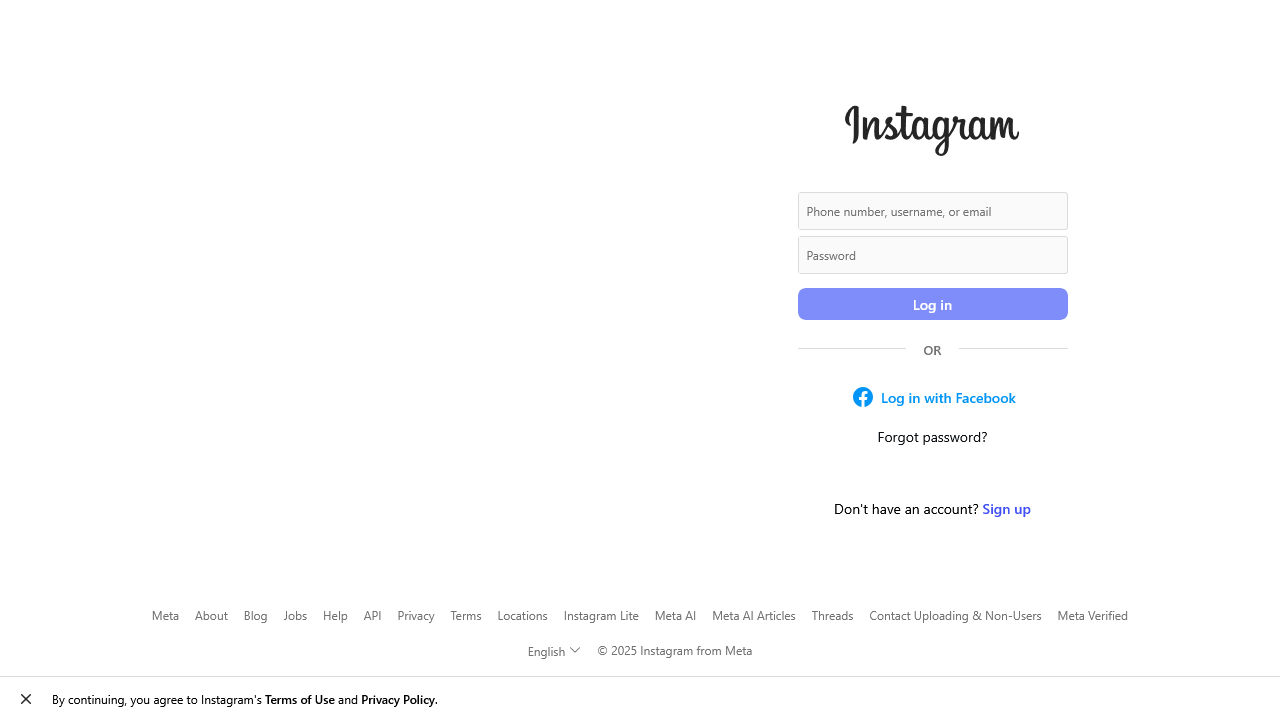 Instagram
Phone number, username, or email
Password
Log in
OR
Log in with Facebook
Forgot password?
Don't have an account? Sign up
Meta About Blog Jobs Help API Privacy Terms Locations Instagram Lite Meta AI Meta AI Articles Threads Contact Uploading & Non-Users Meta Verified
English © 2025 Instagram from Meta
By continuing, you agree to Instagram's Terms of Use and Privacy Policy.